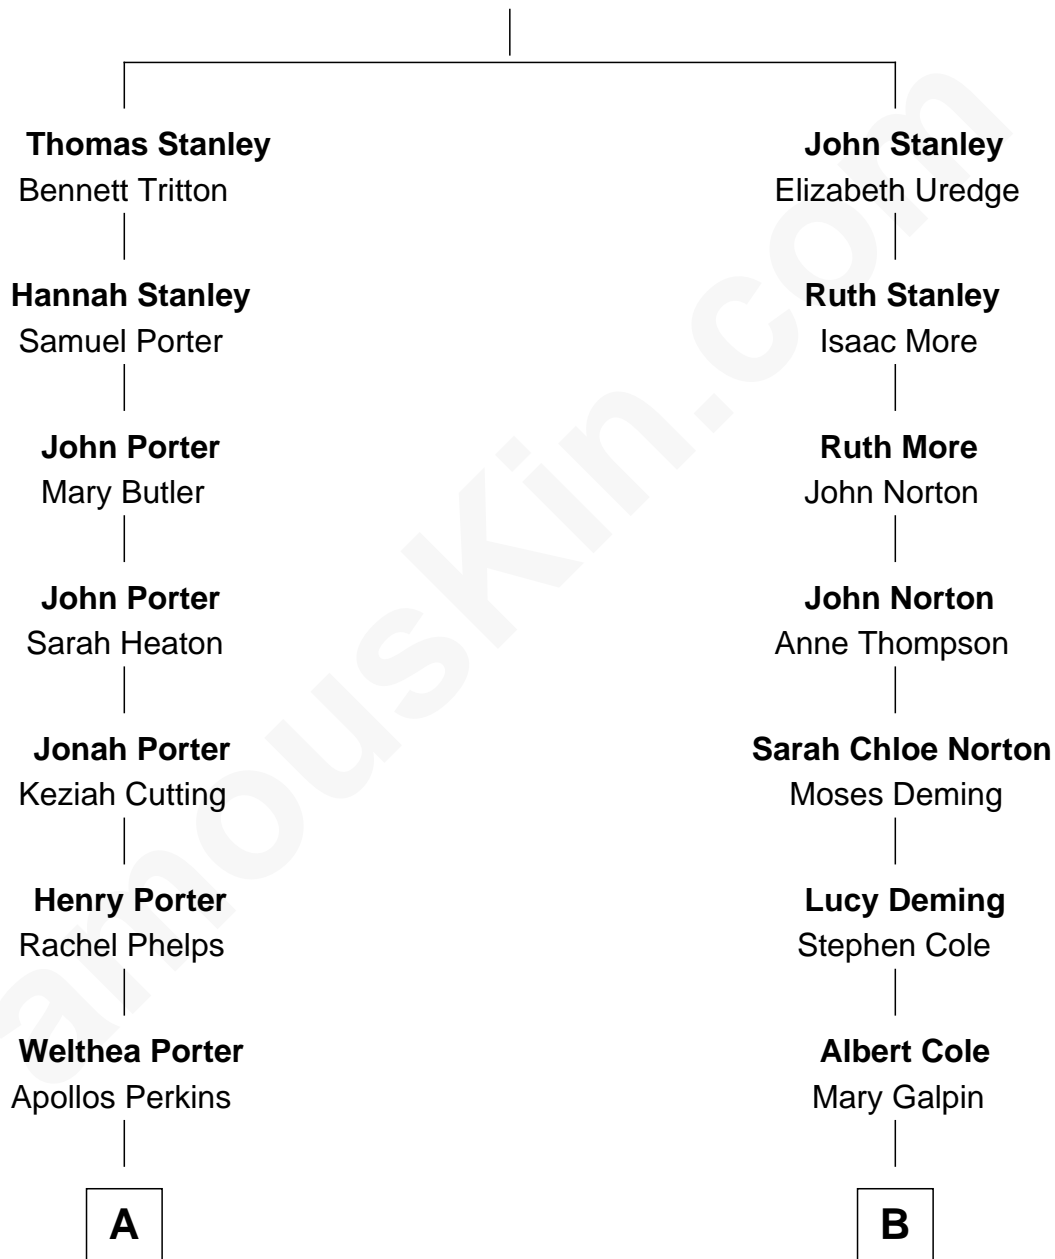 Thomas Stanley
Bennett Tritton
Hannah Stanley
Samuel Porter
John Porter
Mary Butler
John Porter
Sarah Heaton
Jonah Porter
Keziah Cutting
Henry Porter
Rachel Phelps
Welthea Porter
Apollos Perkins
A
John Stanley
Elizabeth Uredge
Ruth Stanley
Isaac More
Ruth More
John Norton
John Norton
Anne Thompson
Sarah Chloe Norton
Moses Deming
Lucy Deming
Stephen Cole
Albert Cole
Mary Galpin
B
amouskin.com